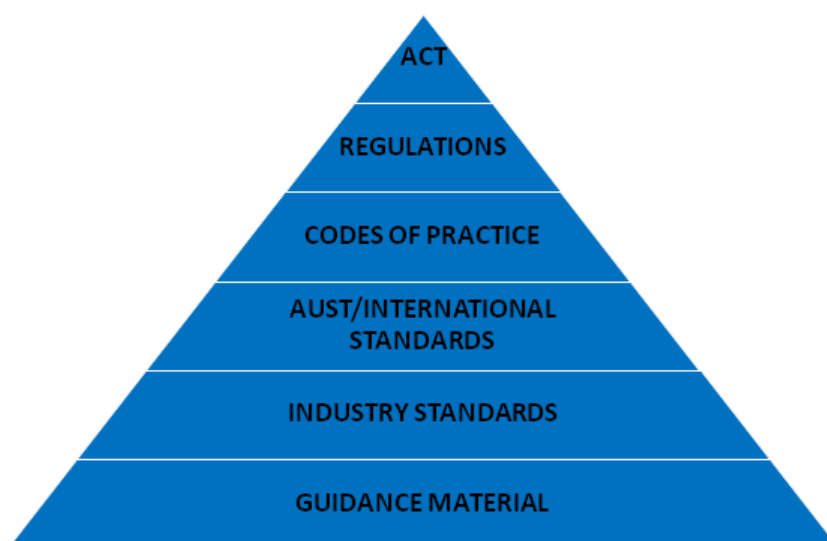 ACT
REGULATIONS
CODES OF PRACTICE
AUST/INTERNATIONAL
STANDARDS
INDUSTRY STANDARDS
GUIDANCE MATERIAL